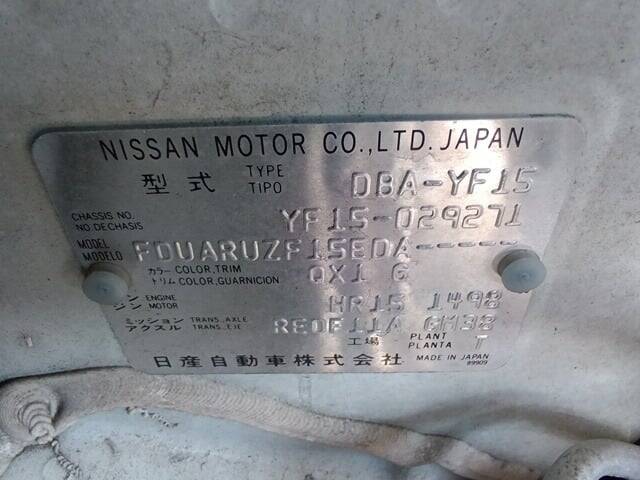 NISSAN MOTOR CO., LTD. JAPAN
型式 TYPE TIPO DBA-YF15
CHASSIS NO. NO. DE CHASIS YF15-029271
MODEL MODELO FDUARUZF15EDA-----
カラー COLOR, TRIM トリム COLOR, GUARNICION QX1 G
ン ENGINE ジン MOTOR HR15 1498
ミッション TRANS., AXLE アクスル TRANS., EJE RE0F11A GM38
工場 PLANT PLANTA T
日産自動車株式会社 MADE IN JAPAN
89909